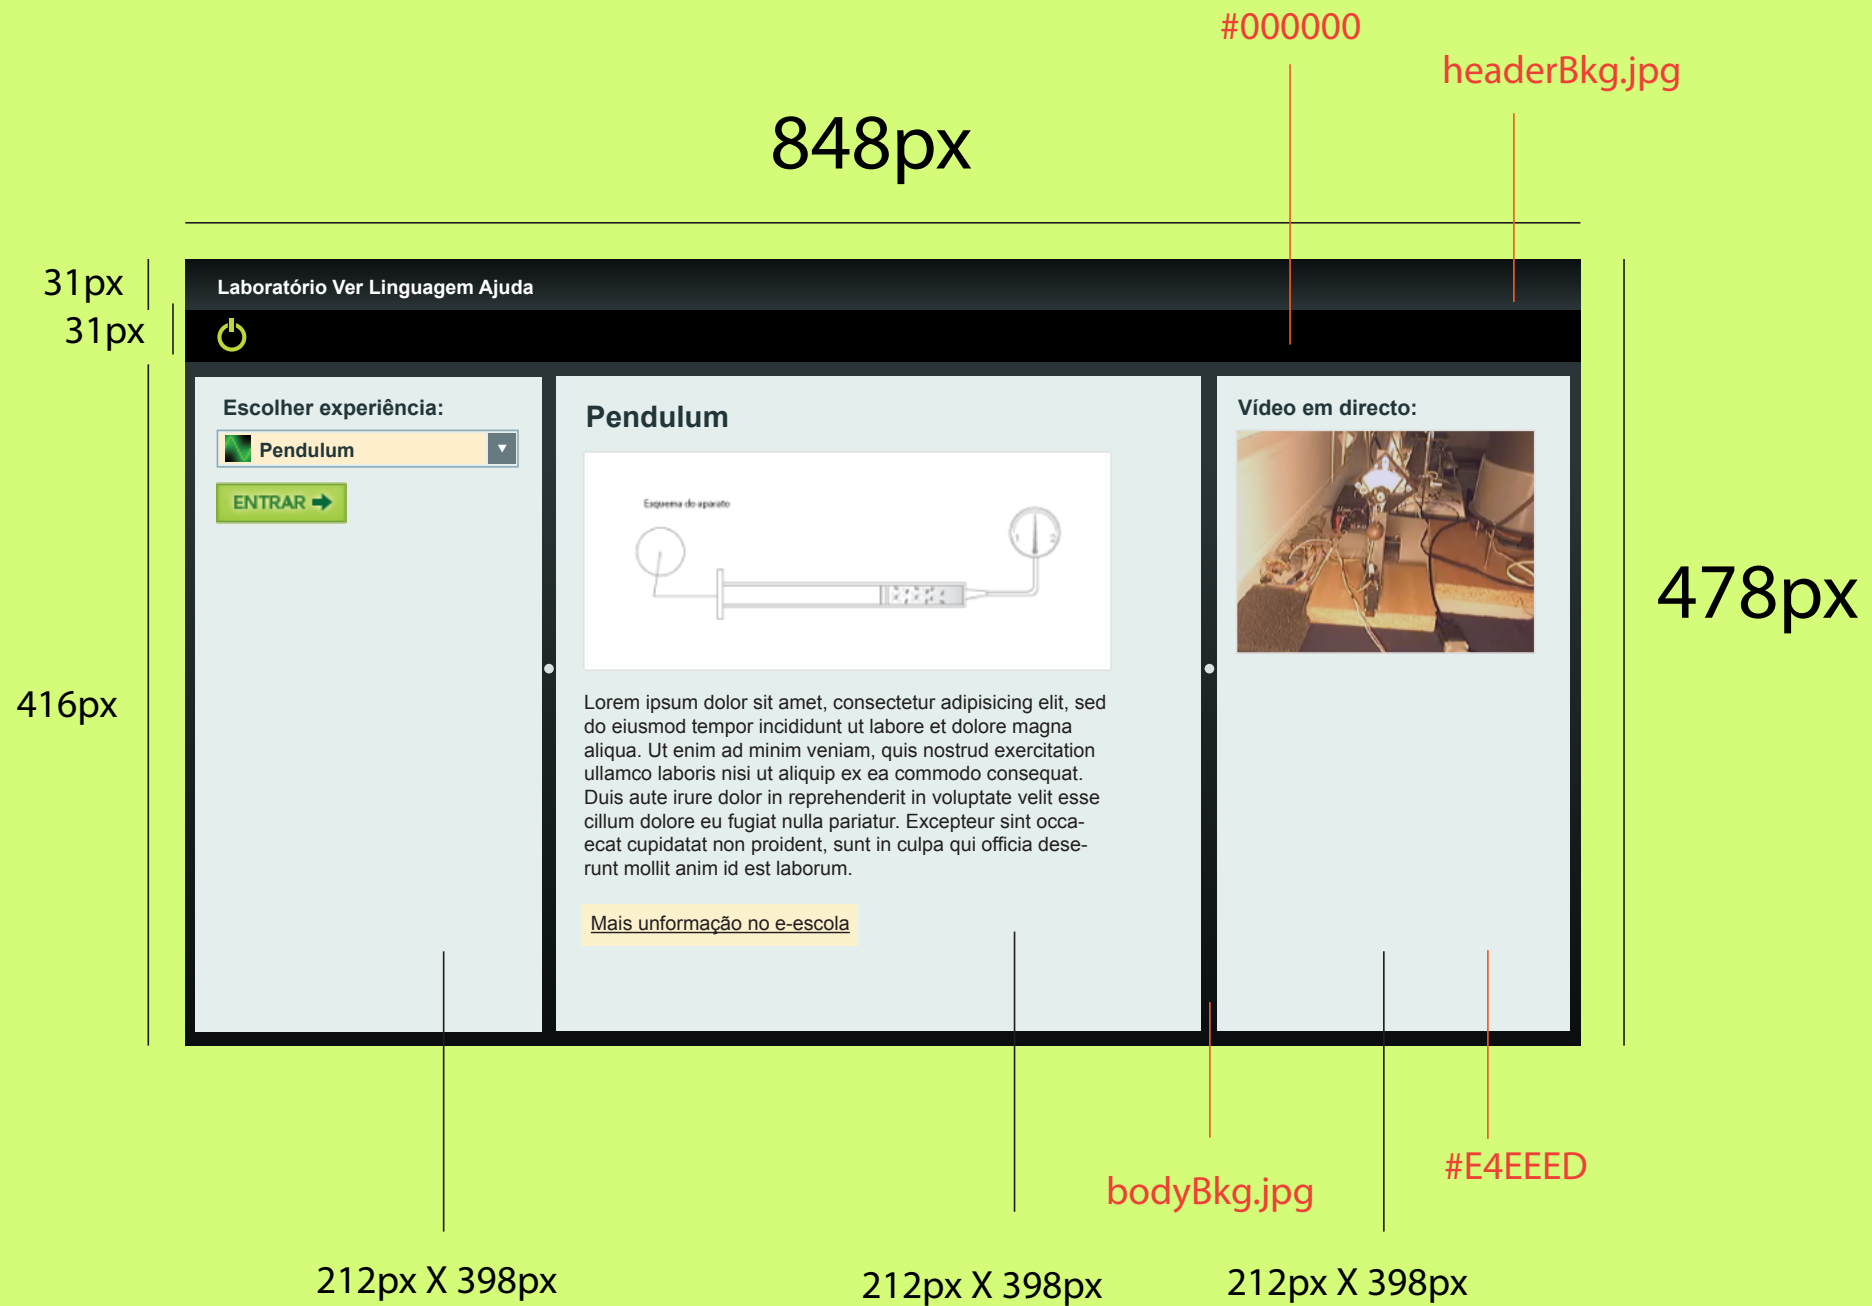 #000000
headerBkg.jpg
848px
31px
Laboratório Ver Linguagem Ajuda
31px
478px
416px
Escolher experiência:
Pendulum
ENTRAR
Pendulum
Esquema do aparato
1 2
Lorem ipsum dolor sit amet, consectetur adipisicing elit, sed
do eiusmod tempor incididunt ut labore et dolore magna
aliqua. Ut enim ad minim veniam, quis nostrud exercitation
ullamco laboris nisi ut aliquip ex ea commodo consequat.
Duis aute irure dolor in reprehenderit in voluptate velit esse
cillum dolore eu fugiat nulla pariatur. Excepteur sint occa-
ecat cupidatat non proident, sunt in culpa qui officia dese-
runt mollit anim id est laborum.
Mais unformação no e-escola
Vídeo em directo:
bodyBkg.jpg
#E4EEED
212px X 398px
212px X 398px
212px X 398px